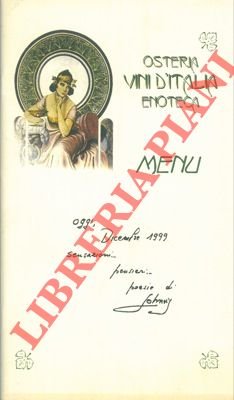 OSTERIA
VINI D'ITALIA
ENOTECA
MENU
oggi, Dicembre 1999
sensazioni...
pensieri...
poesie di
Johnny
LIBRERIA PIANI